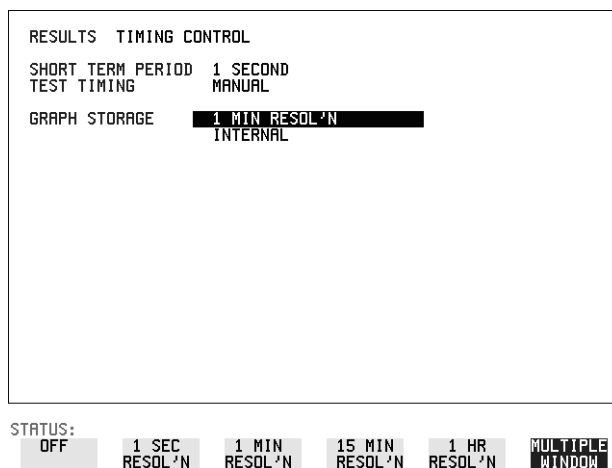 RESULTS TIMING CONTROL
SHORT TERM PERIOD 1 SECOND
TEST TIMING MANUAL
GRAPH STORAGE 1 MIN RESOL'N
INTERNAL
STATUS:
OFF 1 SEC 1 MIN 15 MIN 1 HR MULTIPLE
RESOL'N RESOL'N RESOL'N RESOL'N WINDOW